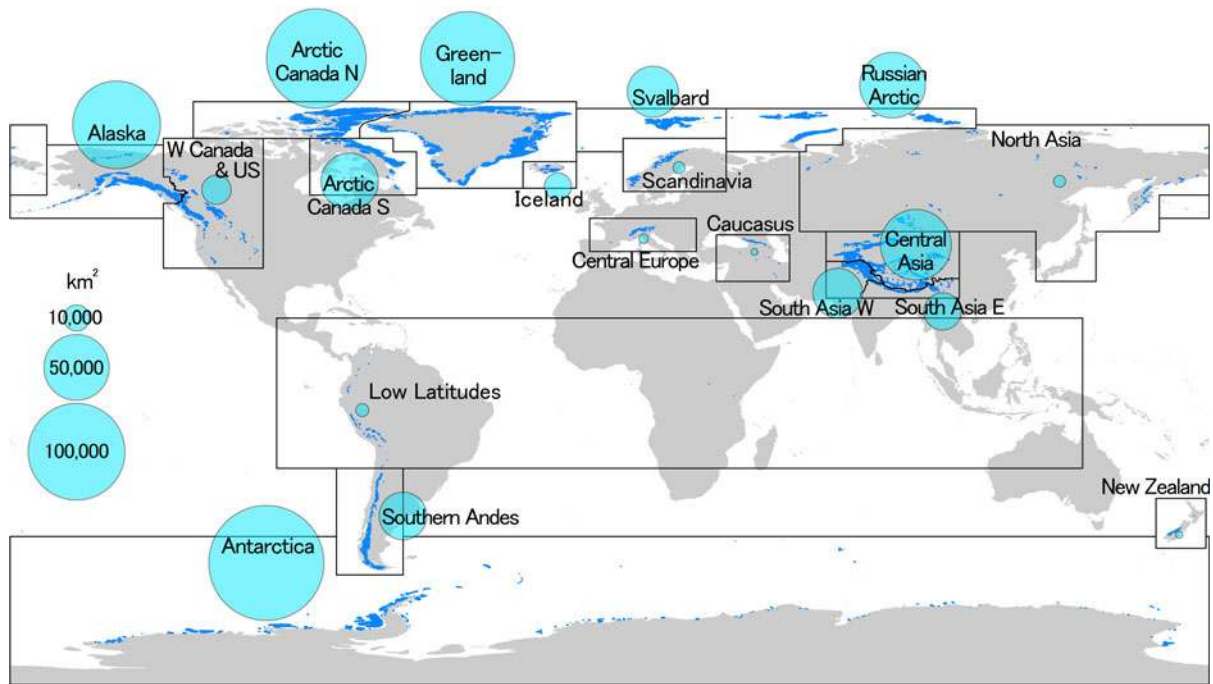 Arctic
Canada N
Green-
land
Svalbard
Russian
Arctic
Alaska
W Canada
& US
Arctic
Canada S
Iceland
Scandinavia
North Asia
Central Europe
Caucasus
Central
Asia
South Asia W
South Asia E
km²
10,000
50,000
100,000
Low Latitudes
Southern Andes
New Zealand
Antarctica